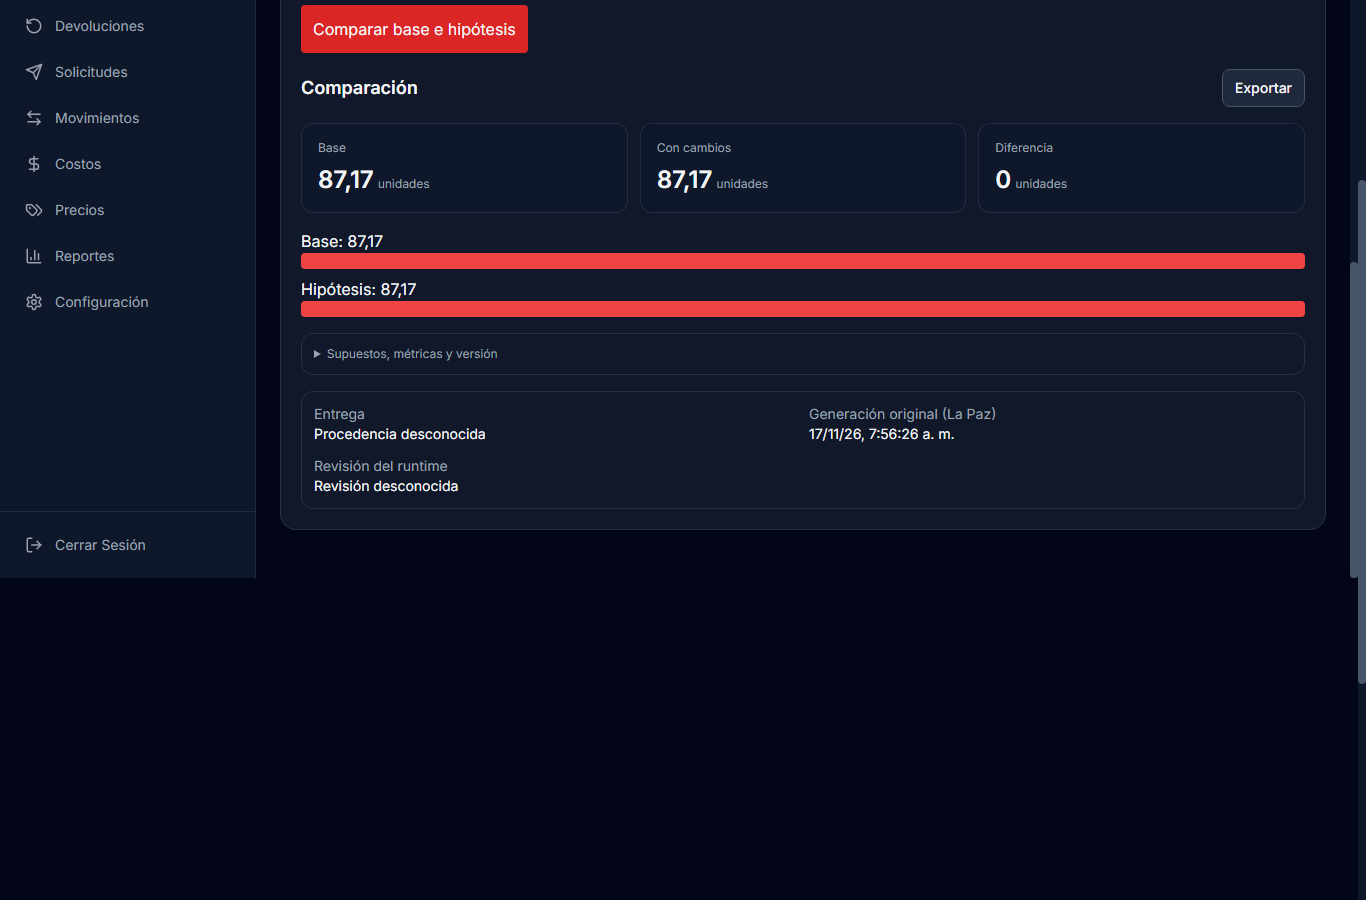 Devoluciones
Solicitudes
Movimientos
Costos
Precios
Reportes
Configuración
Cerrar Sesión
Comparar base e hipótesis
Comparación
Exportar
Base
87,17 unidades
Con cambios
87,17 unidades
Diferencia
0 unidades
Base: 87,17
Hipótesis: 87,17
Supuestos, métricas y versión
Entrega
Procedencia desconocida
Generación original (La Paz)
17/11/26, 7:56:26 a. m.
Revisión del runtime
Revisión desconocida